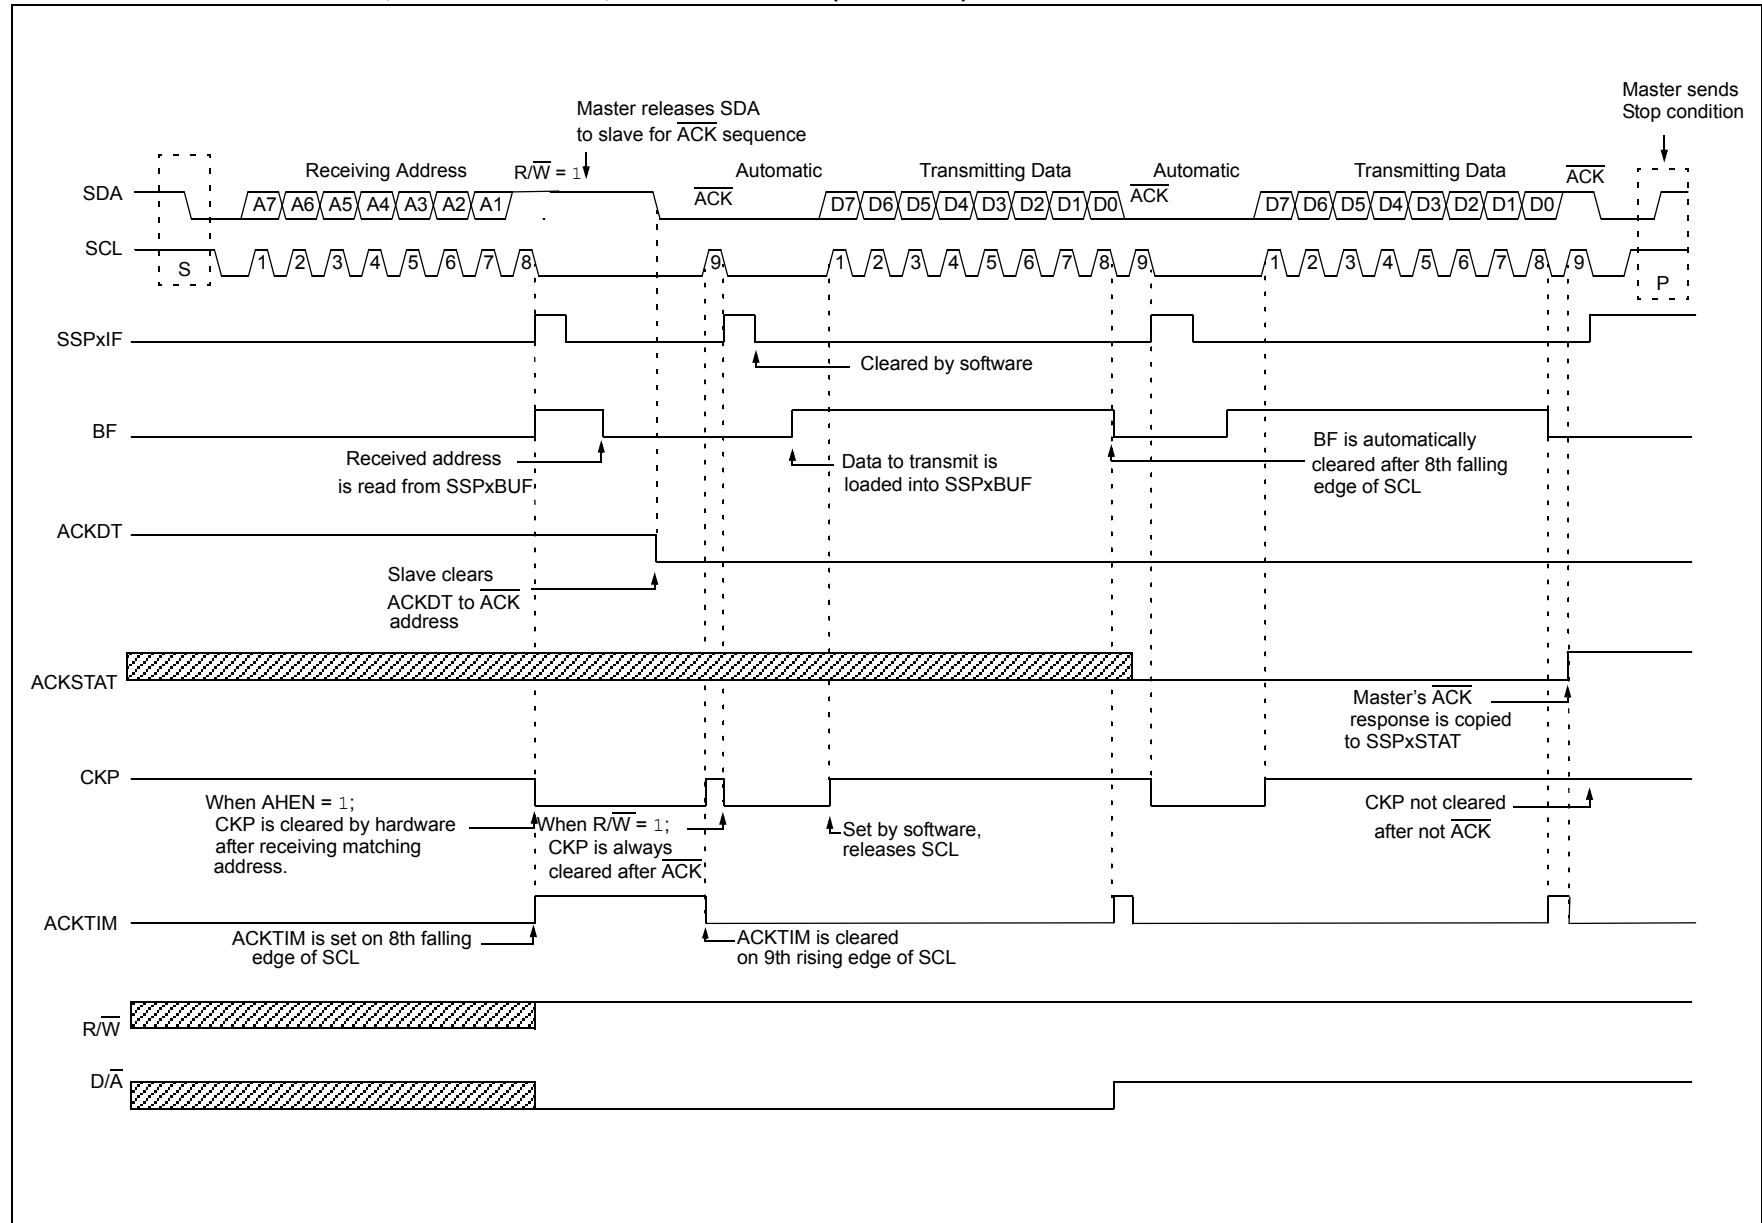 Master sends
Stop condition
Master releases SDA
to slave for ACK sequence
Receiving Address
R/W = 1
Automatic
Transmitting Data
Automatic
Transmitting Data
ACK
SDA
A7 A6 A5 A4 A3 A2 A1
ACK
D7 D6 D5 D4 D3 D2 D1 D0
ACK
D7 D6 D5 D4 D3 D2 D1 D0
SCL
S
1 2 3 4 5 6 7 8
9
1 2 3 4 5 6 7 8 9
1 2 3 4 5 6 7 8 9
P
SSPxIF
Cleared by software
BF
Received address
is read from SSPxBUF
Data to transmit is
loaded into SSPxBUF
BF is automatically
cleared after 8th falling
edge of SCL
ACKDT
Slave clears
ACKDT to ACK
address
ACKSTAT
Master's ACK
response is copied
to SSPxSTAT
CKP
When AHEN = 1;
CKP is cleared by hardware
after receiving matching
address.
When R/W = 1;
CKP is always
cleared after ACK
Set by software,
releases SCL
CKP not cleared
after not ACK
ACKTIM
ACKTIM is set on 8th falling
edge of SCL
ACKTIM is cleared
on 9th rising edge of SCL
R/W
D/A